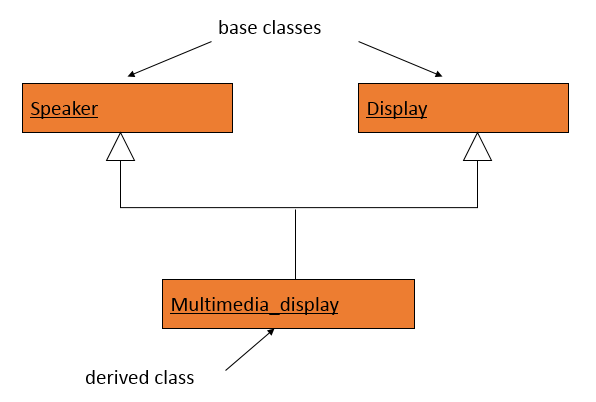 base classes
Speaker
Display
Multimedia_display
derived class